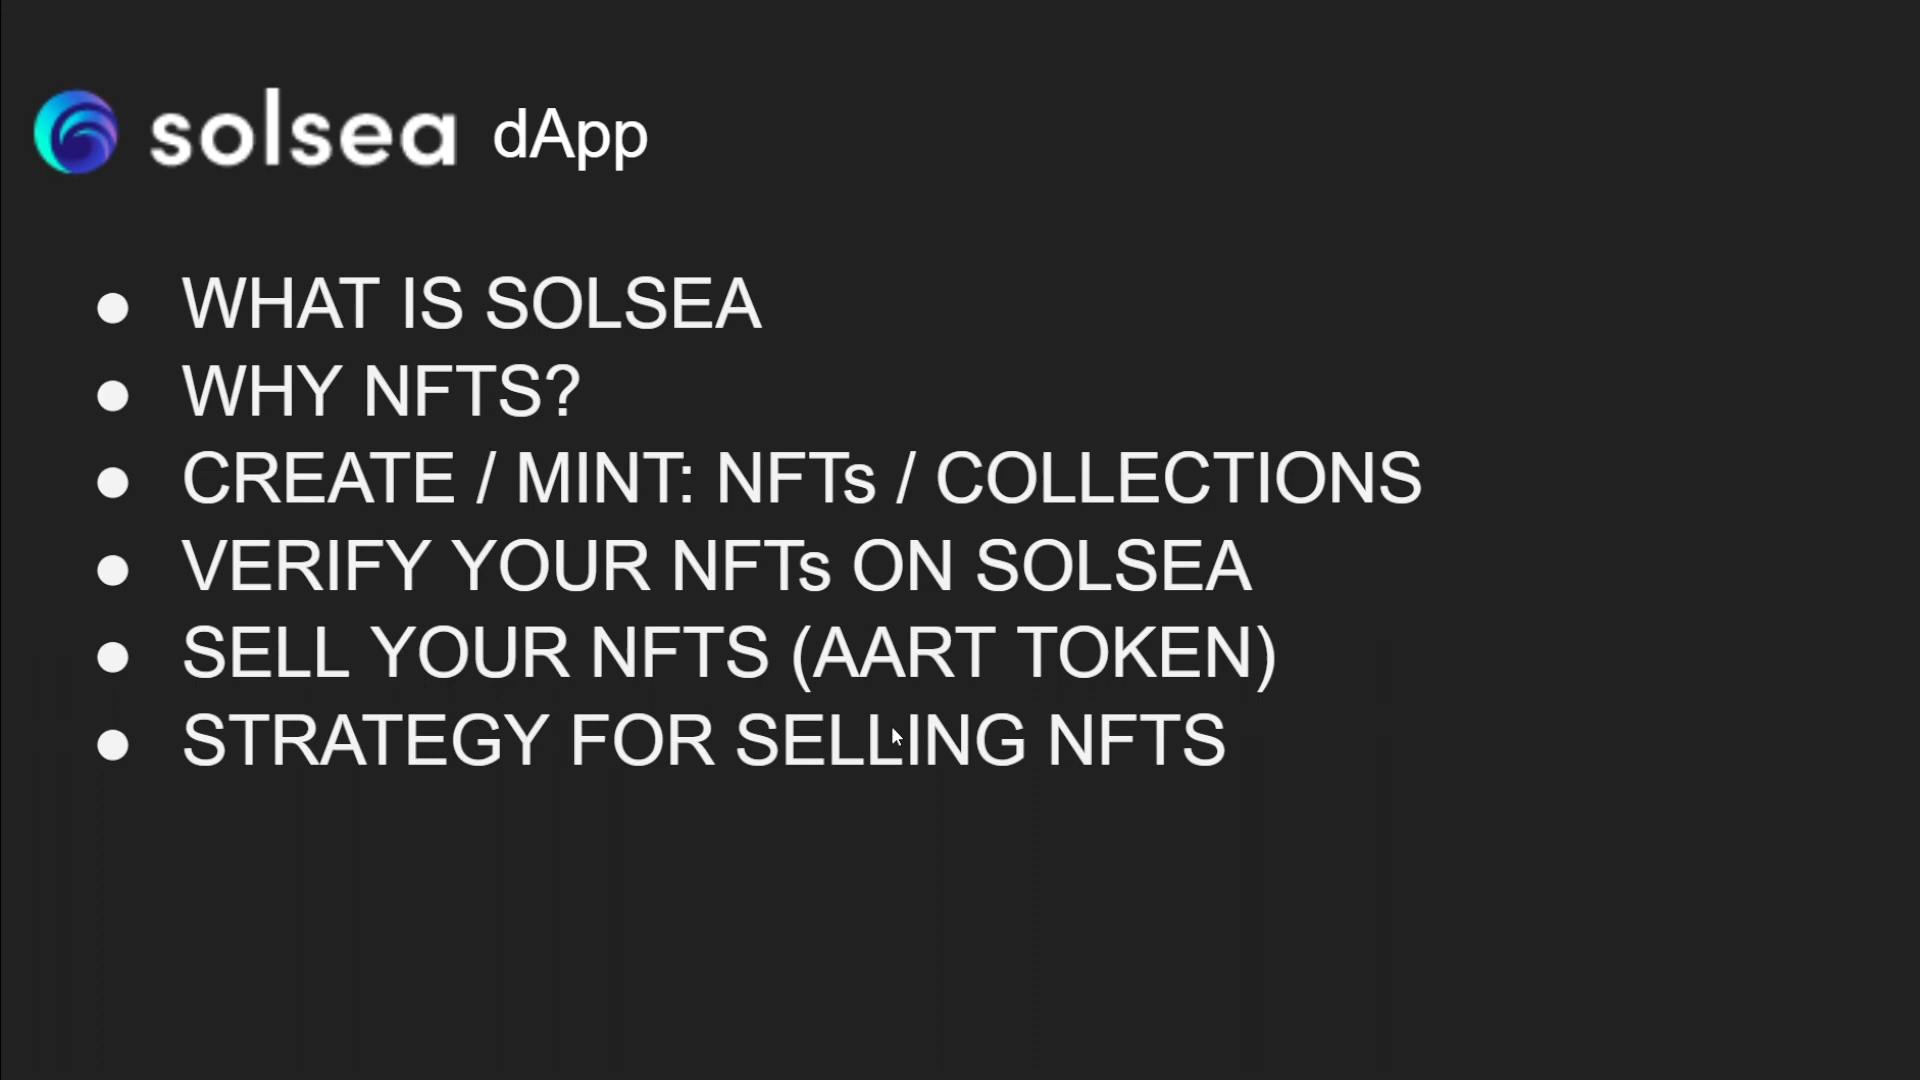 solsea dApp
● WHAT IS SOLSEA
● WHY NFTS?
● CREATE / MINT: NFTs / COLLECTIONS
● VERIFY YOUR NFTs ON SOLSEA
● SELL YOUR NFTS (AART TOKEN)
● STRATEGY FOR SELLING NFTS